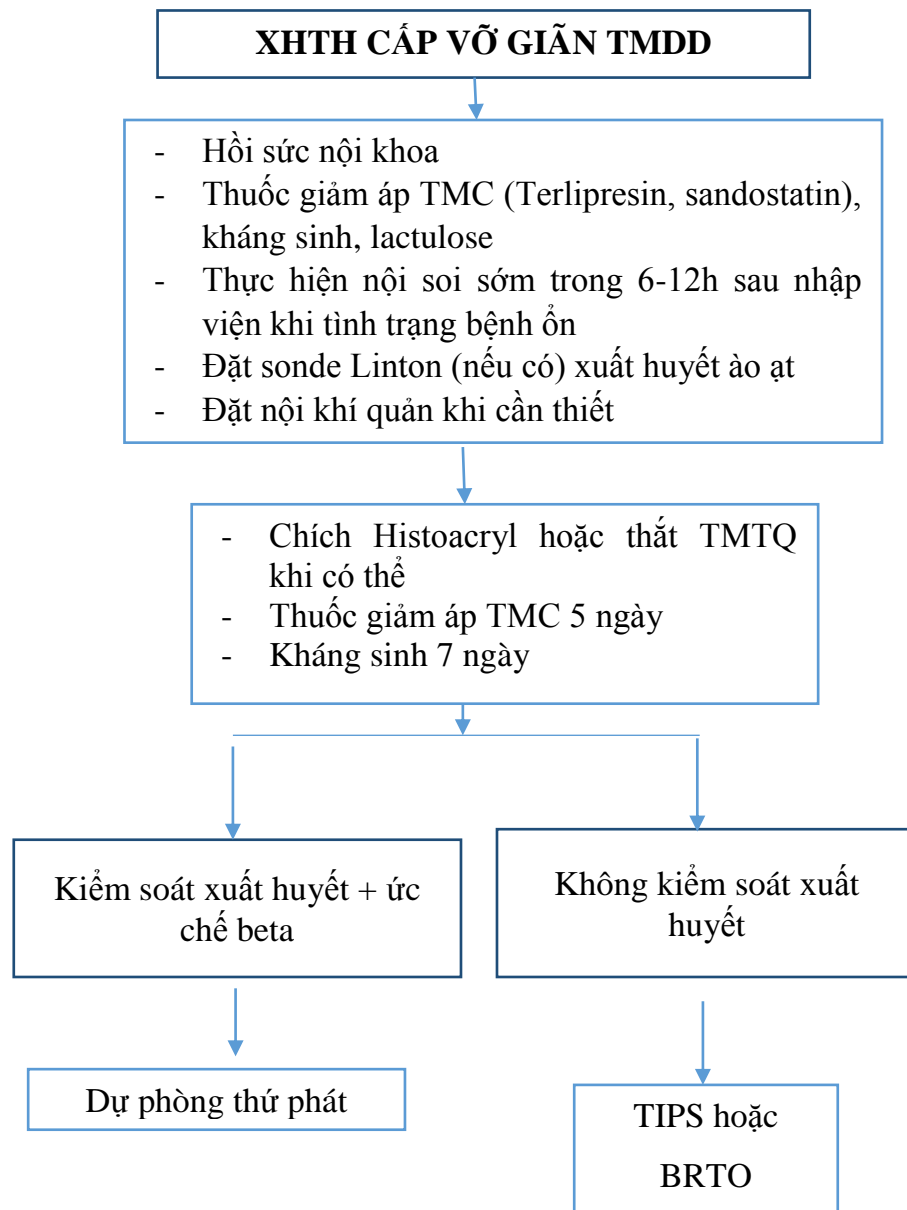 XHTH CẤP VỠ GIÃN TMDD
- Hồi sức nội khoa
- Thuốc giảm áp TMC (Terlipresin, sandostatin),
kháng sinh, lactulose
- Thực hiện nội soi sớm trong 6-12h sau nhập
viện khi tình trạng bệnh ổn
- Đặt sonde Linton (nếu có) xuất huyết ào ạt
- Đặt nội khí quản khi cần thiết
- Chích Histoacryl hoặc thắt TMTQ
khi có thể
- Thuốc giảm áp TMC 5 ngày
- Kháng sinh 7 ngày
Kiểm soát xuất huyết + ức
chế beta
Không kiểm soát xuất
huyết
Dự phòng thứ phát
TIPS hoặc
BRTO